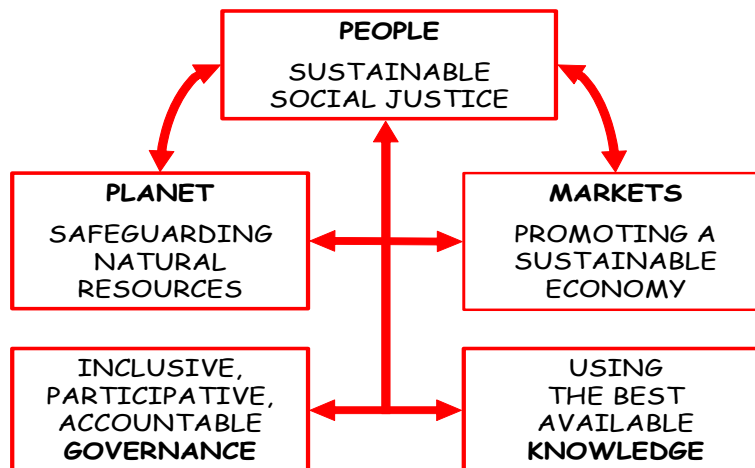 PEOPLE
SUSTAINABLE
SOCIAL JUSTICE
PLANET
SAFEGUARDING
NATURAL
RESOURCES
MARKETS
PROMOTING A
SUSTAINABLE
ECONOMY
INCLUSIVE,
PARTICIPATIVE,
ACCOUNTABLE
GOVERNANCE
USING
THE BEST
AVAILABLE
KNOWLEDGE